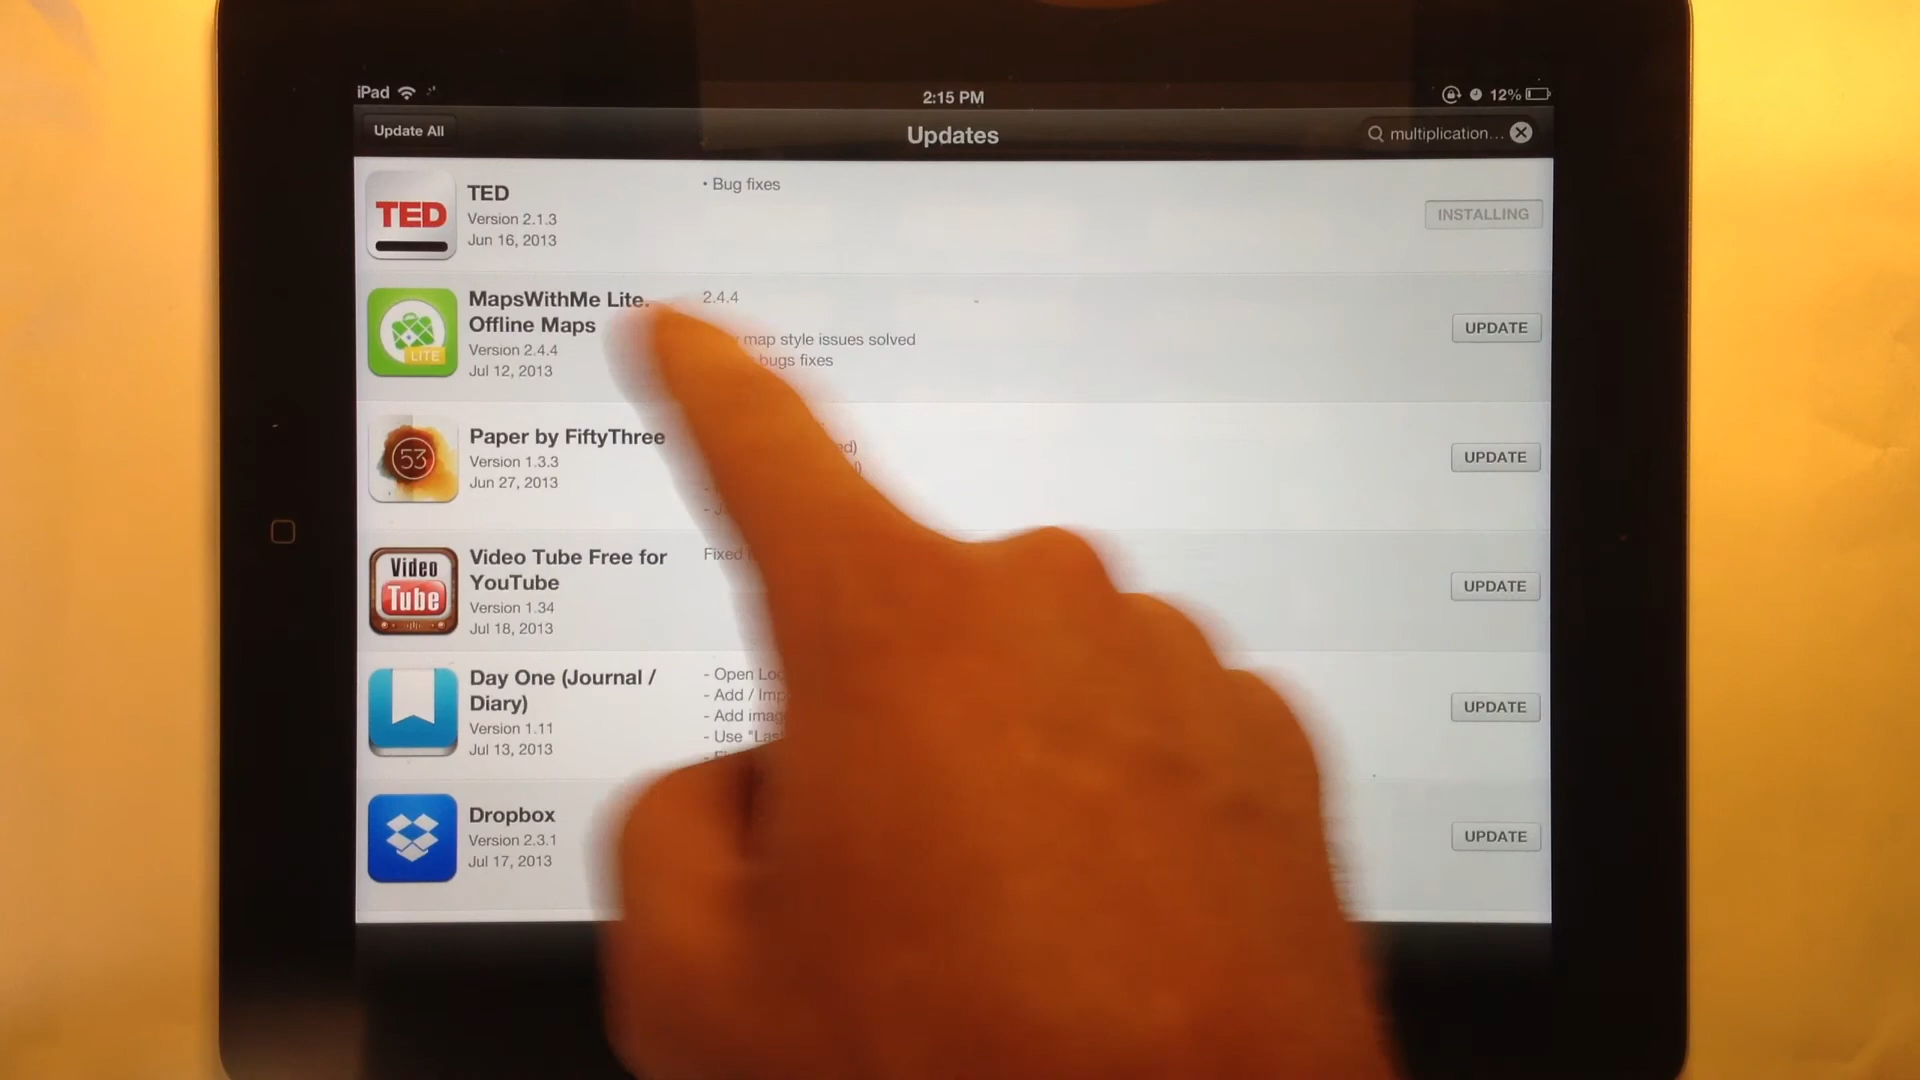 iPad
2:15 PM
12%
Update All
Updates
multiplication...
TED
TED
Version 2.1.3
Jun 16, 2013
• Bug fixes
INSTALLING
LITE
MapsWithMe Lite.
Offline Maps
Version 2.4.4
Jul 12, 2013
2.4.4
map style issues solved
bugs fixes
UPDATE
53
Paper by FiftyThree
Version 1.3.3
Jun 27, 2013
UPDATE
Video
Tube
Video Tube Free for
YouTube
Version 1.34
Jul 18, 2013
Fixed
UPDATE
Day One (Journal /
Diary)
Version 1.11
Jul 13, 2013
- Open
- Add /
- Add
- Use
UPDATE
Dropbox
Version 2.3.1
Jul 17, 2013
UPDATE